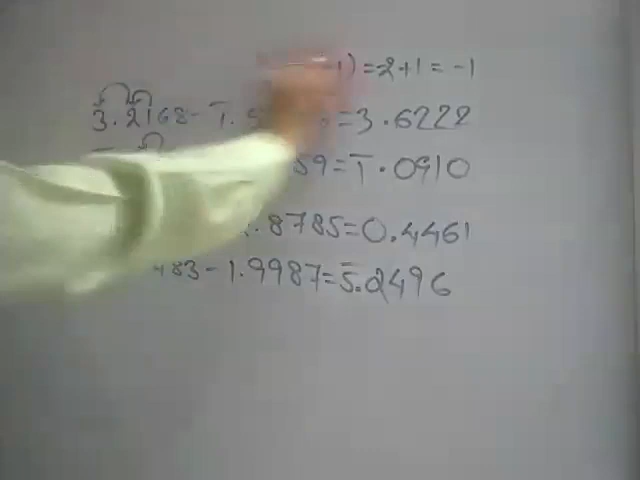 -1) = 2 + 1 = -1
3.2168 - 1̅.5 = 3.6222
59 = 1̅.0910
.8785 = 0.4461
483 - 1.9987 = 5̅.2496